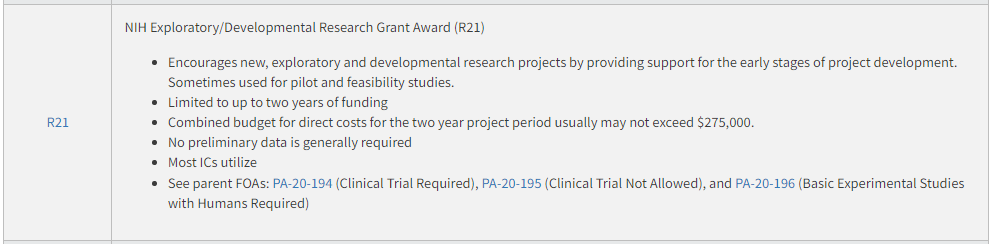 NIH Exploratory/Developmental Research Grant Award (R21)
• Encourages new, exploratory and developmental research projects by providing support for the early stages of project development.
Sometimes used for pilot and feasibility studies.
• Limited to up to two years of funding
R21
• Combined budget for direct costs for the two year project period usually may not exceed $275,000.
• No preliminary data is generally required
• Most ICs utilize
• See parent FOAs: PA-20-194 (Clinical Trial Required), PA-20-195 (Clinical Trial Not Allowed), and PA-20-196 (Basic Experimental Studies
with Humans Required)